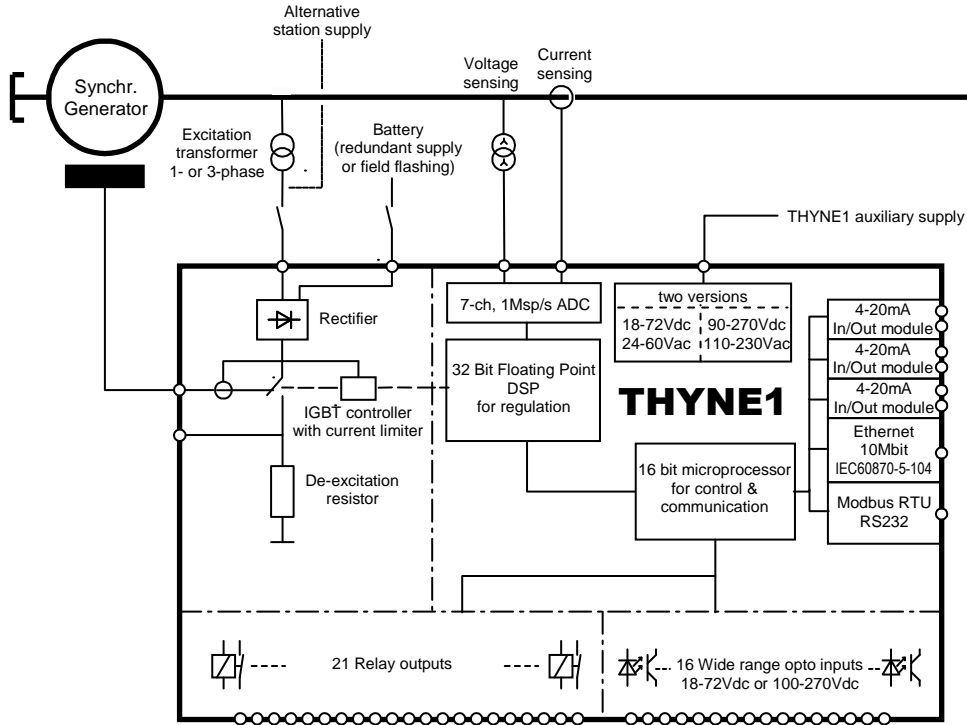 Alternative
station supply
Synchr.
Generator
Voltage
sensing
Current
sensing
Excitation
transformer
1- or 3-phase
Battery
(redundant supply
or field flashing)
THYNE1 auxiliary supply
Rectifier
7-ch, 1Msp/s ADC
two versions
18-72Vdc
24-60Vac
90-270Vdc
110-230Vac
4-20mA
In/Out module
4-20mA
In/Out module
4-20mA
In/Out module
32 Bit Floating Point
DSP
for regulation
THYNE1
IGBT controller
with current limiter
Ethernet
10Mbit
IEC60870-5-104
16 bit microprocessor
for control &
communication
De-excitation
resistor
Modbus RTU
RS232
21 Relay outputs
16 Wide range opto inputs
18-72Vdc or 100-270Vdc